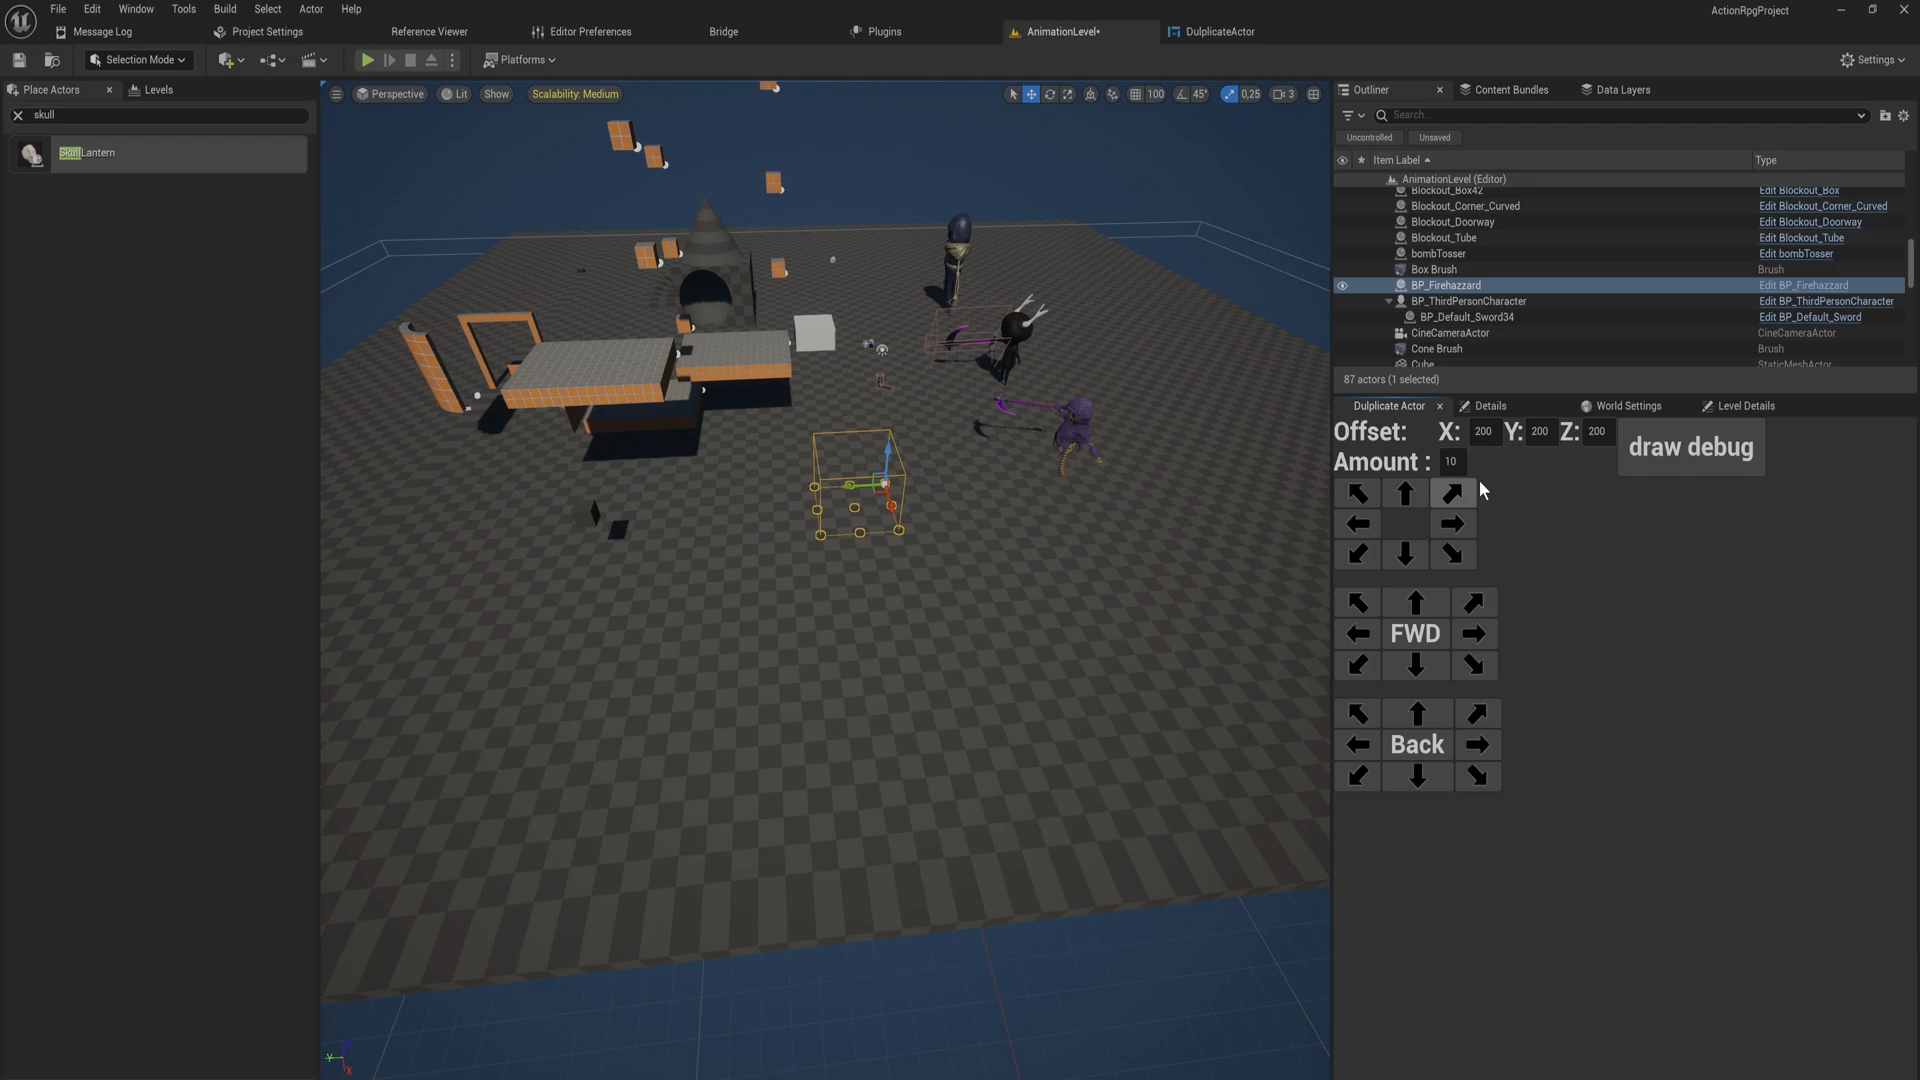 File Edit Window Tools Build Select Actor Help
ActionRpgProject
Message Log Project Settings Reference Viewer Editor Preferences Bridge Plugins AnimationLevel* DulplicateActor
Selection Mode Platforms Settings
Place Actors Levels
skull
SkullLantern
Perspective Lit Show Scalability: Medium 100 45° 0,25 3
Outliner Content Bundles Data Layers
Search...
Uncontrolled Unsaved
Item Label Type
AnimationLevel (Editor)
Blockout_Box42 Edit Blockout_Box
Blockout_Corner_Curved Edit Blockout_Corner_Curved
Blockout_Doorway Edit Blockout_Doorway
Blockout_Tube Edit Blockout_Tube
bombTosser Edit bombTosser
Box Brush Brush
BP_Firehazzard Edit BP_Firehazzard
BP_ThirdPersonCharacter Edit BP_ThirdPersonCharacter
BP_Default_Sword34 Edit BP_Default_Sword
CineCameraActor CineCameraActor
Cone Brush Brush
Cube StaticMeshActor
87 actors (1 selected)
Dulplicate Actor Details World Settings Level Details
Offset: X: 200 Y: 200 Z: 200 draw debug
Amount : 10
FWD
Back
Y X